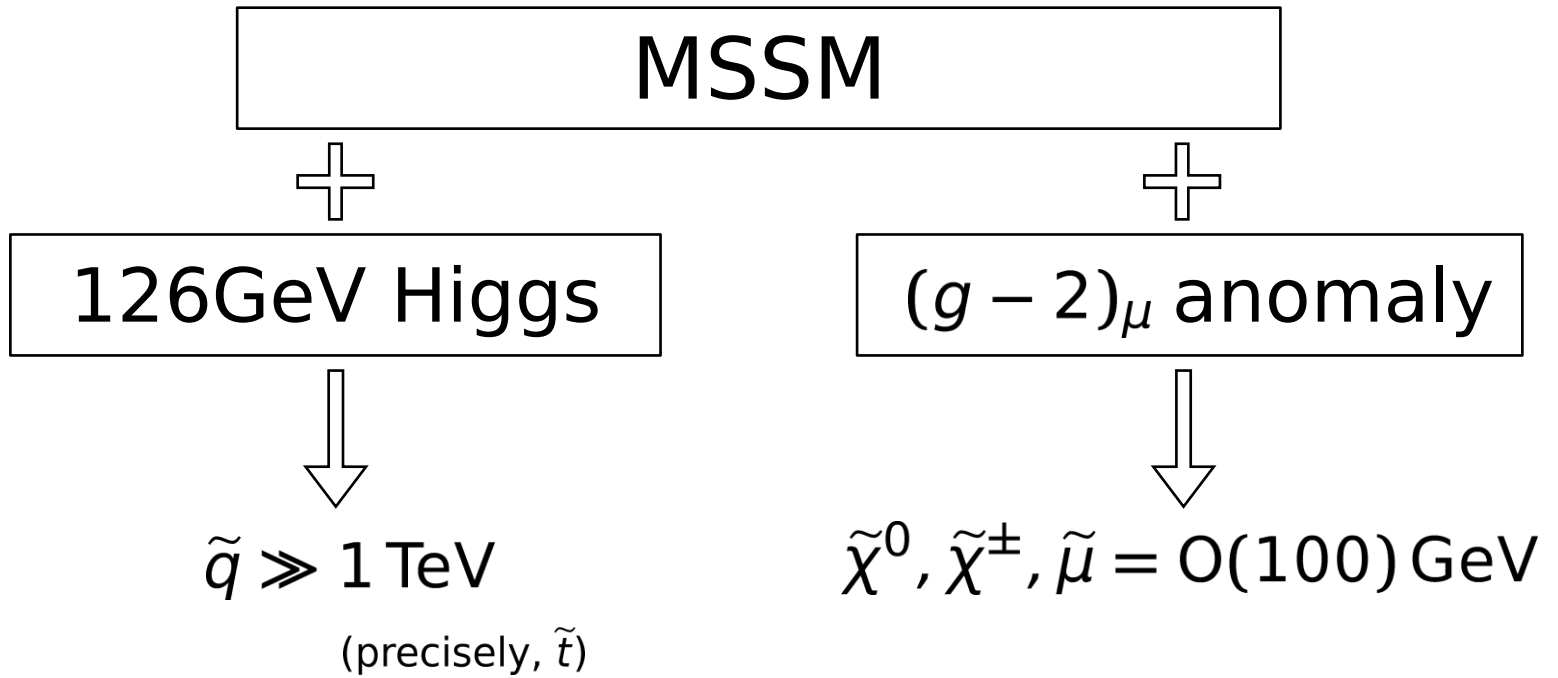 MSSM
126GeV Higgs
(g − 2)μ anomaly
q̃ ≫ 1 TeV
(precisely, t̃)
χ̃⁰, χ̃±, μ̃ = O(100) GeV